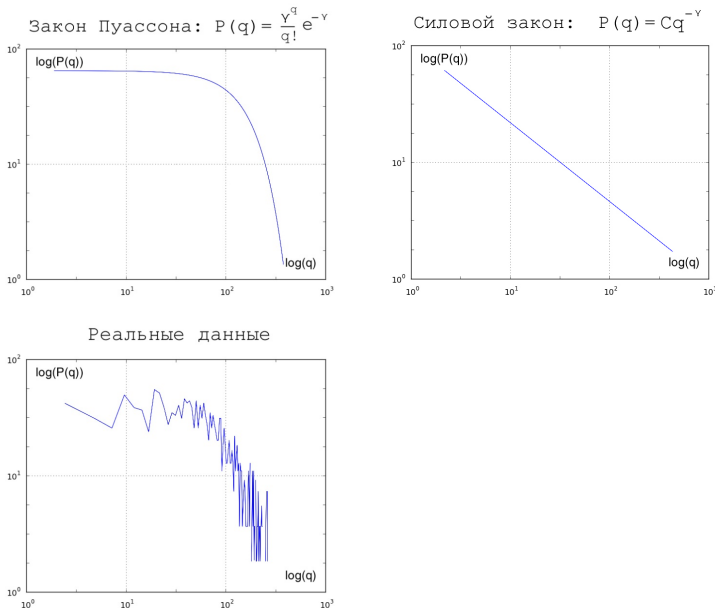 Закон Пуассона: P(q) = γ^q/q! e^-γ
10^2
log(P(q))
10^1
10^0
log(q)
10^0 10^1 10^2 10^3
Силовой закон: P(q) = Cq^-γ
10^2
log(P(q))
10^1
10^0
log(q)
10^0 10^1 10^2 10^3
Реальные данные
10^2
log(P(q))
10^1
10^0
log(q)
10^0 10^1 10^2 10^3